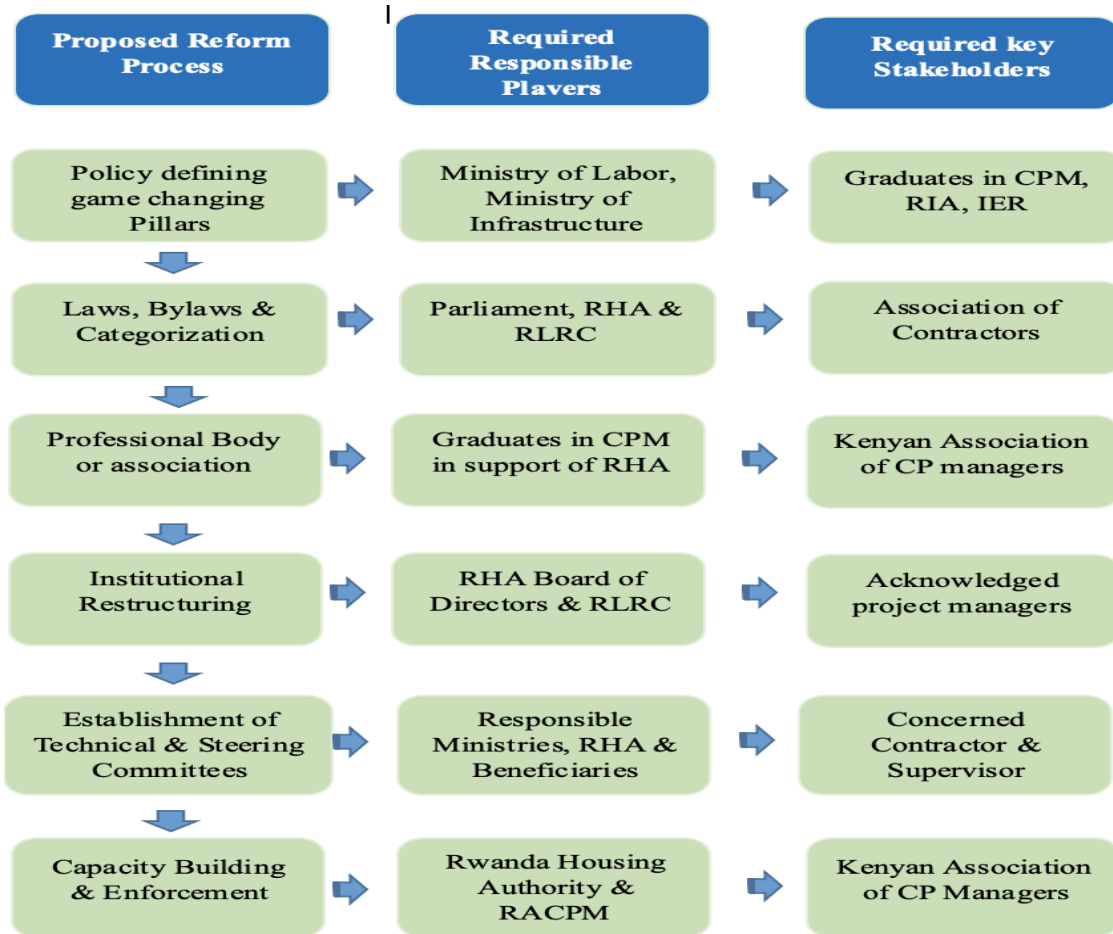 Proposed Reform
Process
Required
Responsible
Plavers
Required key
Stakeholders
Policy defining
game changing
Pillars
Ministry of Labor,
Ministry of
Infrastructure
Graduates in CPM,
RIA, IER
Laws, Bylaws &
Categorization
Parliament, RHA &
RLRC
Association of
Contractors
Professional Body
or association
Graduates in CPM
in support of RHA
Kenyan Association
of CP managers
Institutional
Restructuring
RHA Board of
Directors & RLRC
Acknowledged
project managers
Establishment of
Technical & Steering
Committees
Responsible
Ministries, RHA &
Beneficiaries
Concerned
Contractor &
Supervisor
Capacity Building
& Enforcement
Rwanda Housing
Authority &
RACPM
Kenyan Association
of CP Managers